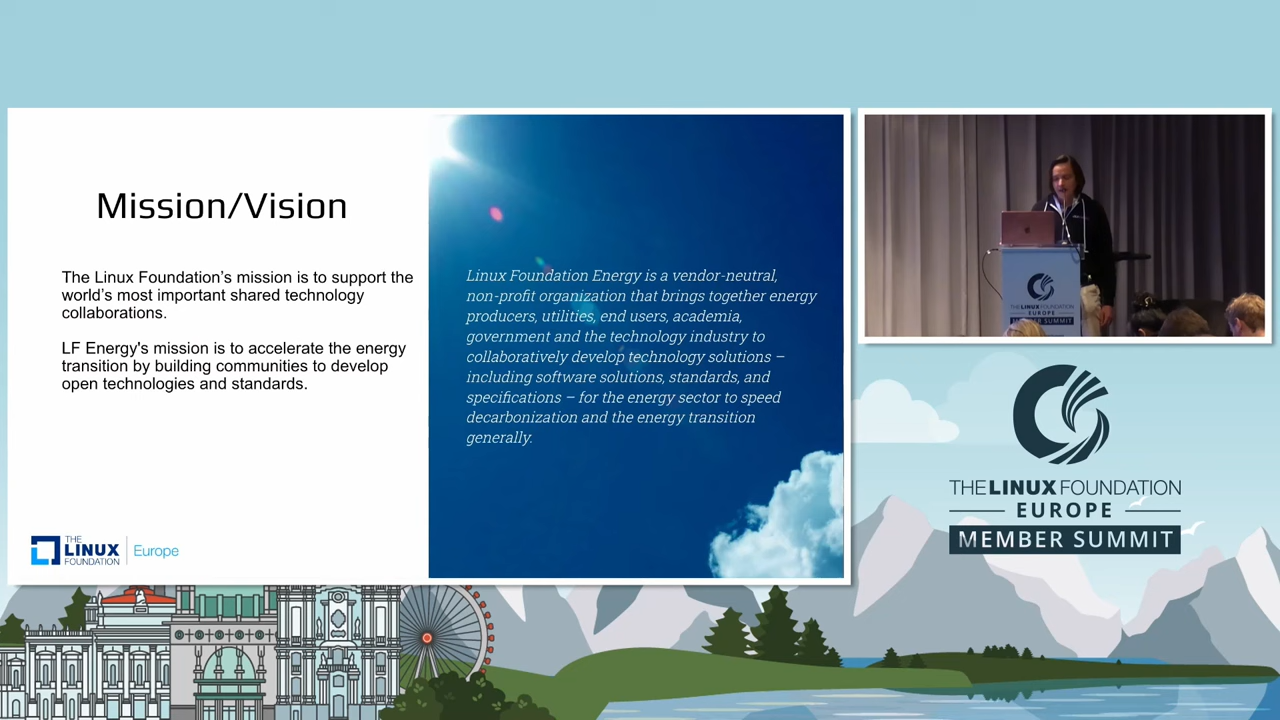 Mission/Vision
The Linux Foundation’s mission is to support the
world’s most important shared technology
collaborations.
LF Energy's mission is to accelerate the energy
transition by building communities to develop
open technologies and standards.
THE
LINUX
FOUNDATION
Europe
Linux Foundation Energy is a vendor-neutral,
non-profit organization that brings together energy
producers, utilities, end users, academia,
government and the technology industry to
collaboratively develop technology solutions –
including software solutions, standards, and
specifications – for the energy sector to speed
decarbonization and the energy transition
generally.
THE LINUX FOUNDATION
EUROPE
MEMBER SUMMIT
THE LINUX FOUNDATION
EUROPE
MEMBER SUMMIT